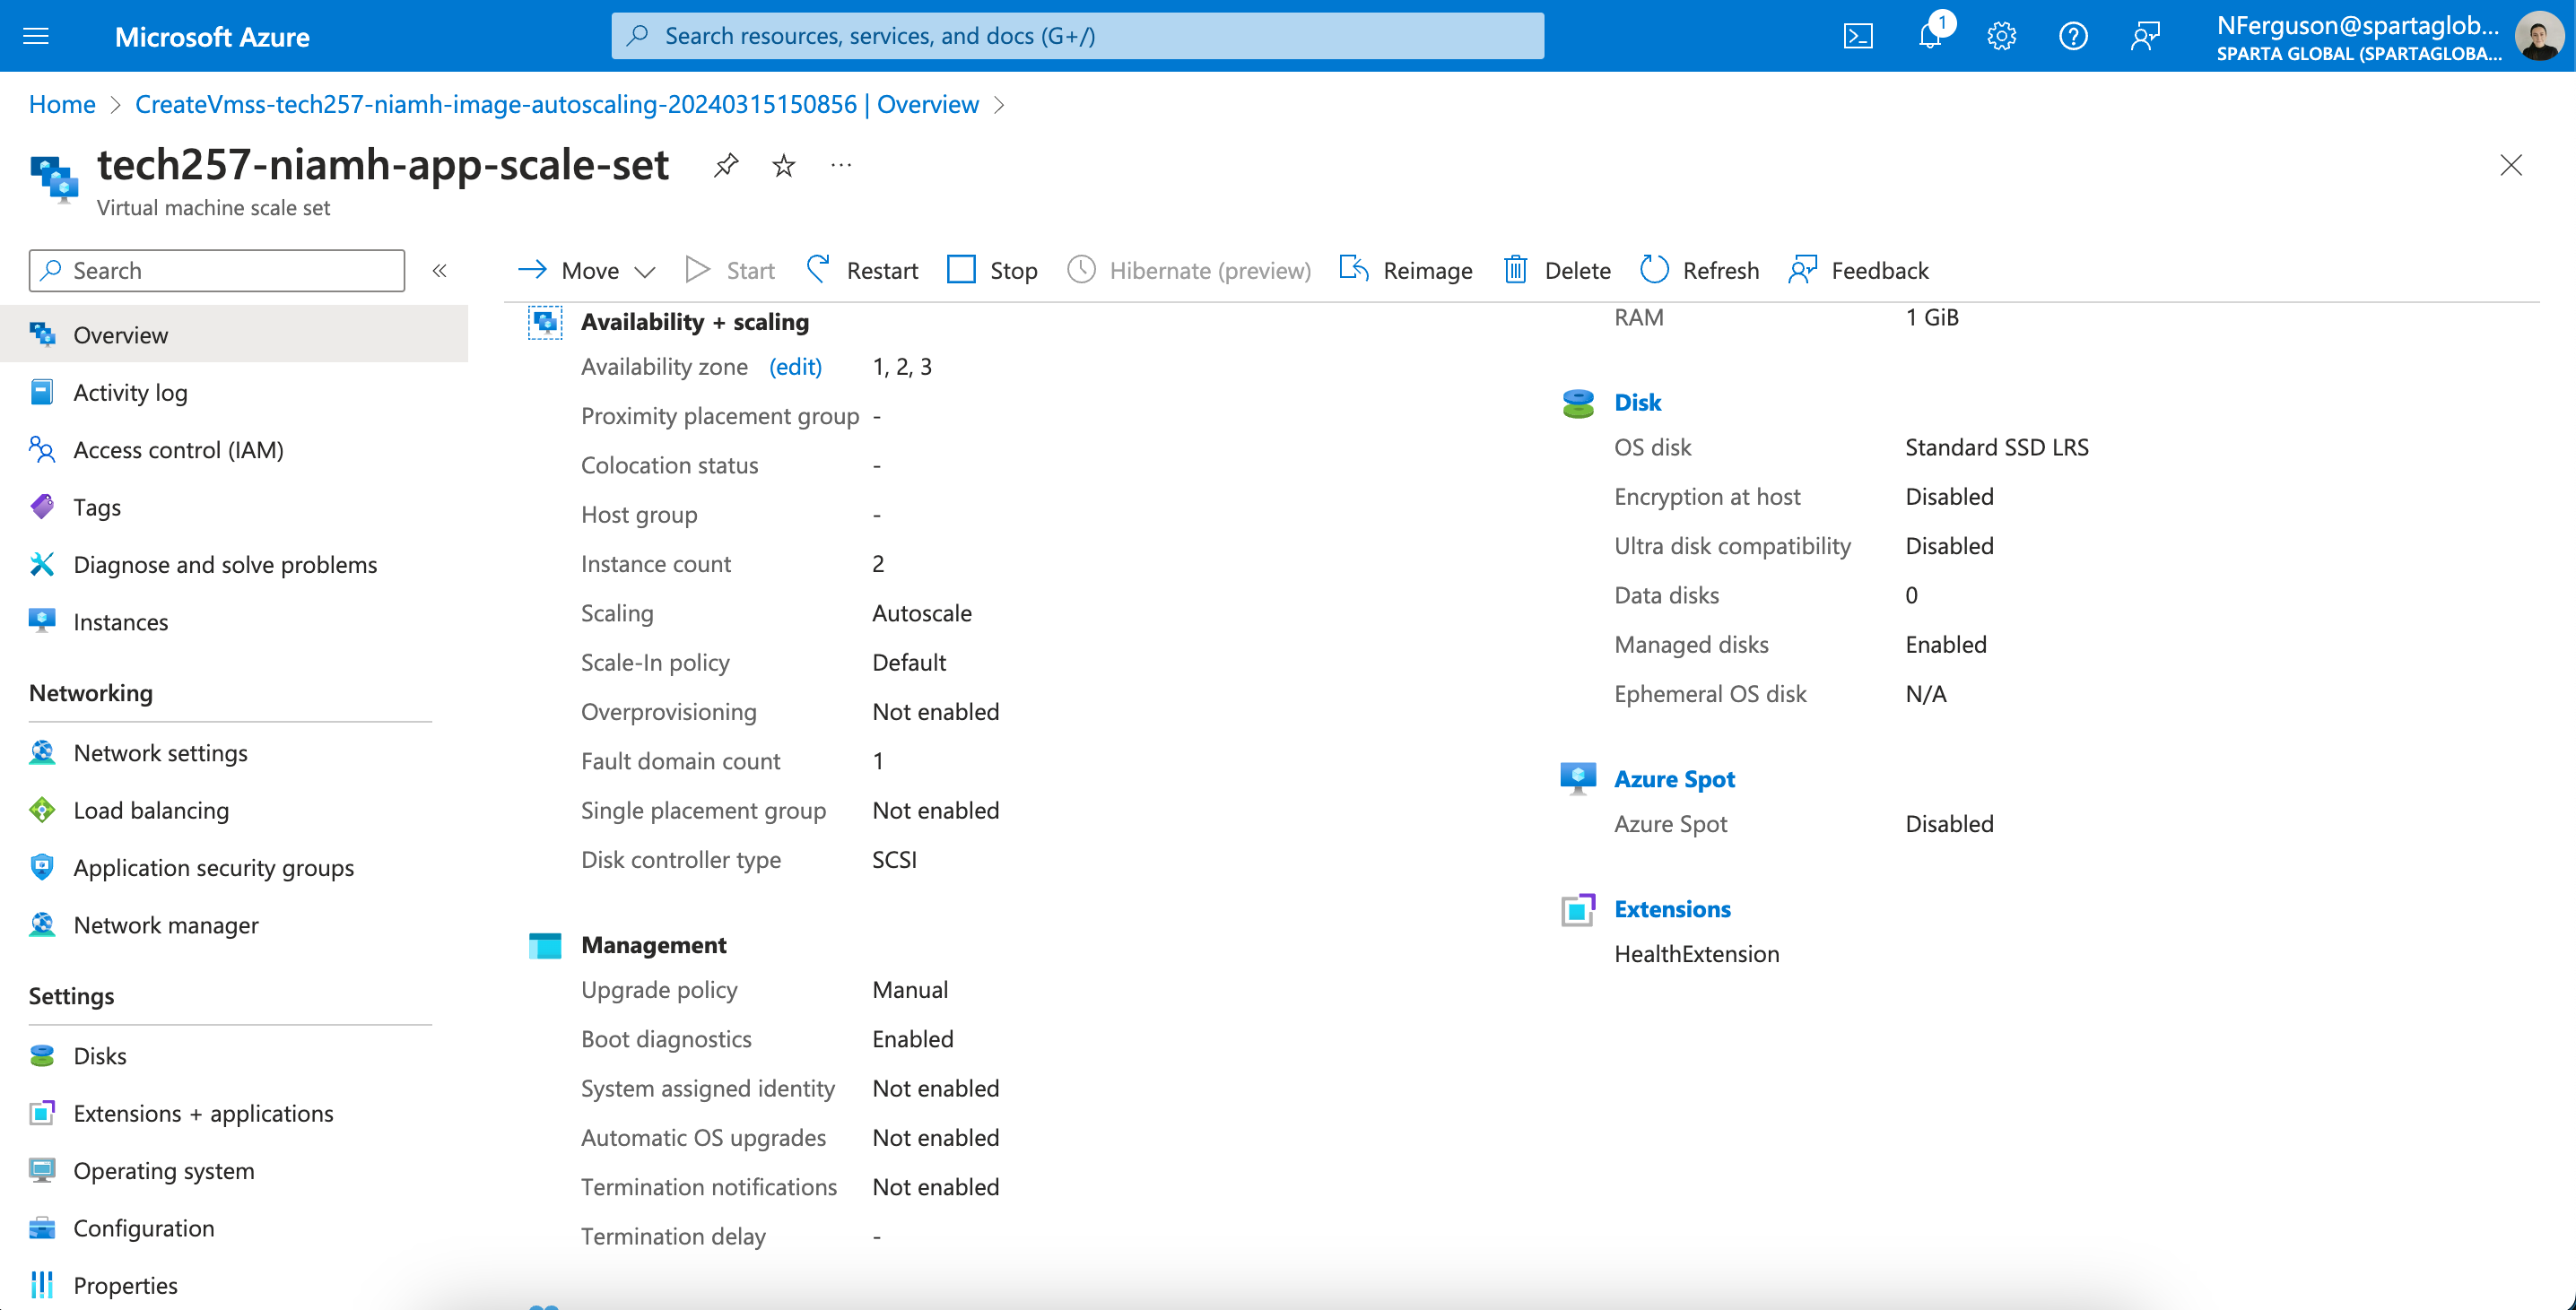 Microsoft Azure
Search resources, services, and docs (G+/)
1
NFerguson@spartaglob...
SPARTA GLOBAL (SPARTAGLOBA...
Home > CreateVmss-tech257-niamh-image-autoscaling-20240315150856 | Overview >
tech257-niamh-app-scale-set
Virtual machine scale set
Search
Move
Start
Restart
Stop
Hibernate (preview)
Reimage
Delete
Refresh
Feedback
Overview
Activity log
Access control (IAM)
Tags
Diagnose and solve problems
Instances
Networking
Network settings
Load balancing
Application security groups
Network manager
Settings
Disks
Extensions + applications
Operating system
Configuration
Properties
Availability + scaling
Availability zone (edit) 1, 2, 3
Proximity placement group -
Colocation status -
Host group -
Instance count 2
Scaling Autoscale
Scale-In policy Default
Overprovisioning Not enabled
Fault domain count 1
Single placement group Not enabled
Disk controller type SCSI
Management
Upgrade policy Manual
Boot diagnostics Enabled
System assigned identity Not enabled
Automatic OS upgrades Not enabled
Termination notifications Not enabled
Termination delay -
RAM 1 GiB
Disk
OS disk Standard SSD LRS
Encryption at host Disabled
Ultra disk compatibility Disabled
Data disks 0
Managed disks Enabled
Ephemeral OS disk N/A
Azure Spot
Azure Spot Disabled
Extensions
HealthExtension